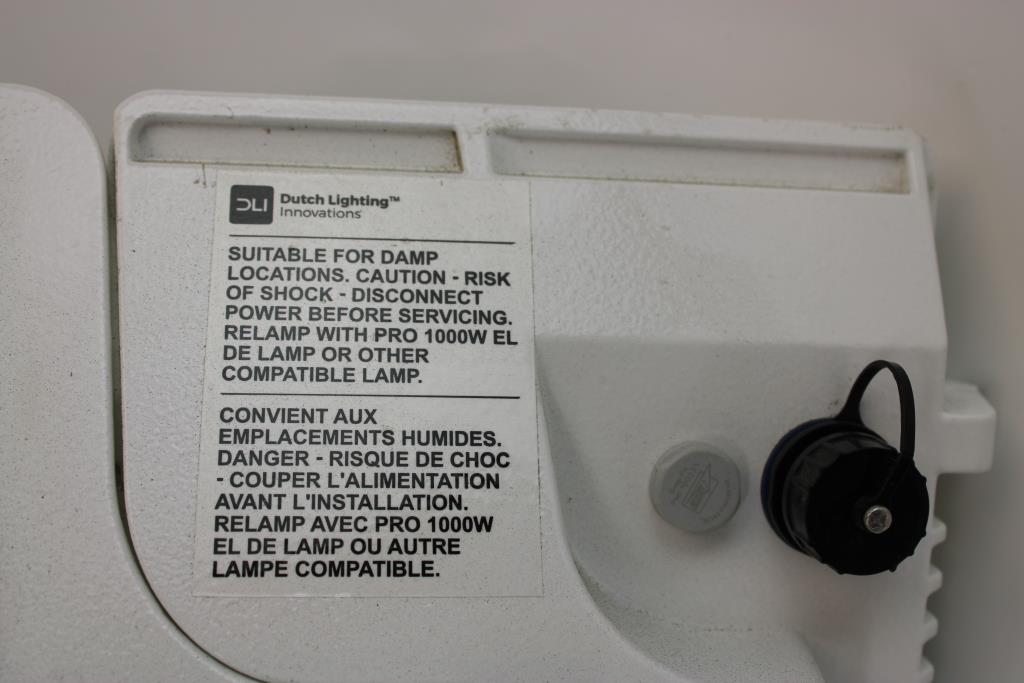 DLI Dutch Lighting™
Innovations
SUITABLE FOR DAMP
LOCATIONS. CAUTION - RISK
OF SHOCK - DISCONNECT
POWER BEFORE SERVICING.
RELAMP WITH PRO 1000W EL
DE LAMP OR OTHER
COMPATIBLE LAMP.
CONVIENT AUX
EMPLACEMENTS HUMIDES.
DANGER - RISQUE DE CHOC
- COUPER L'ALIMENTATION
AVANT L'INSTALLATION.
RELAMP AVEC PRO 1000W
EL DE LAMP OU AUTRE
LAMPE COMPATIBLE.